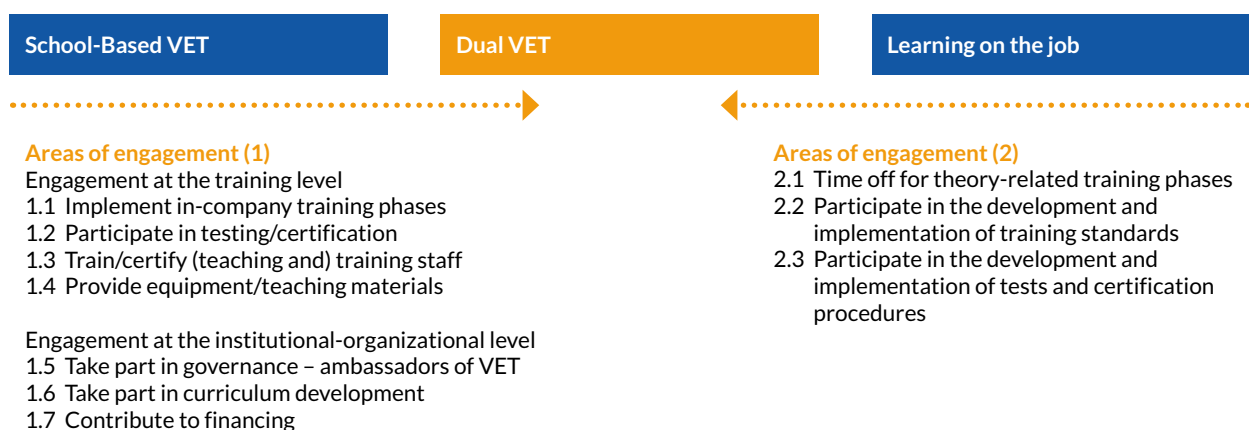 School-Based VET
Dual VET
Learning on the job
Areas of engagement (1)
Engagement at the training level
1.1 Implement in-company training phases
1.2 Participate in testing/certification
1.3 Train/certify (teaching and) training staff
1.4 Provide equipment/teaching materials
Engagement at the institutional-organizational level
1.5 Take part in governance – ambassadors of VET
1.6 Take part in curriculum development
1.7 Contribute to financing
Areas of engagement (2)
2.1 Time off for theory-related training phases
2.2 Participate in the development and
implementation of training standards
2.3 Participate in the development and
implementation of tests and certification
procedures